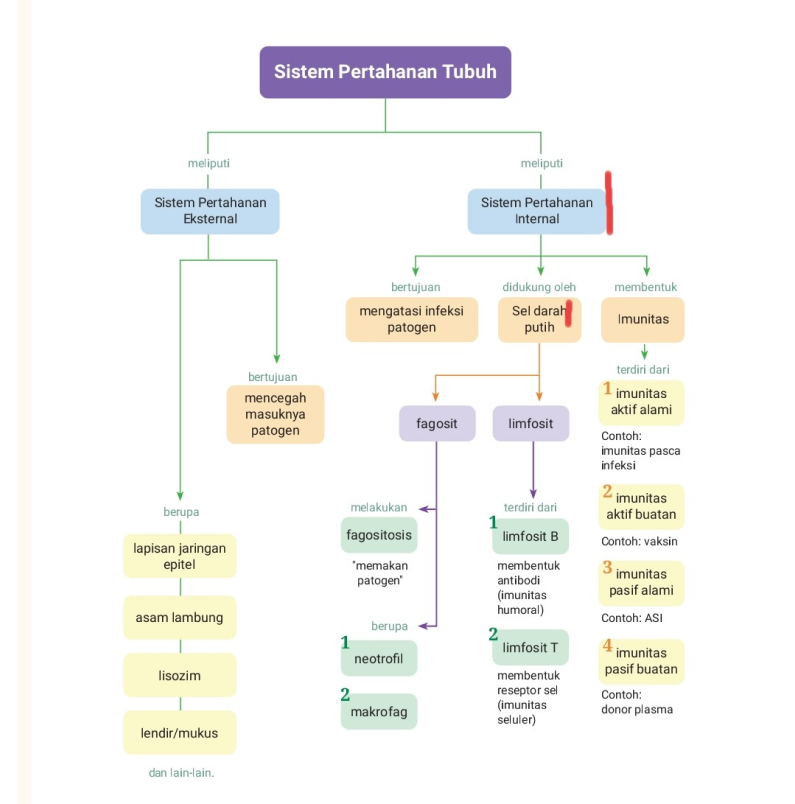 Sistem Pertahanan Tubuh
meliputi
meliputi
Sistem Pertahanan
Eksternal
Sistem Pertahanan
Internal
bertujuan
didukung oleh
membentuk
mengatasi infeksi
patogen
Sel darah
putih
Imunitas
terdiri dari
bertujuan
mencegah
masuknya
patogen
1
imunitas
aktif alami
Contoh:
imunitas pasca
infeksi
fagosit
limfosit
2
imunitas
aktif buatan
Contoh: vaksin
3
imunitas
pasif alami
Contoh: ASI
4
imunitas
pasif buatan
Contoh:
donor plasma
berupa
lapisan jaringan
epitel
asam lambung
lisozim
lendir/mukus
dan lain-lain.
melakukan
fagositosis
"memakan
patogen"
berupa
1
neotrofil
2
makrofag
terdiri dari
1
limfosit B
membentuk
antibodi
(imunitas
humoral)
2
limfosit T
membentuk
reseptor sel
(imunitas
seluler)